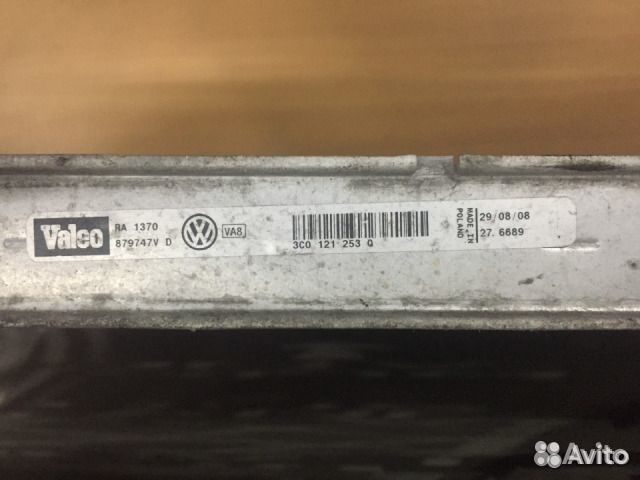 Valeo
RA 1370
879747V D
VA8
3C0 121 253 Q
MADE IN
POLAND
29/08/08
27. 6689
Avito